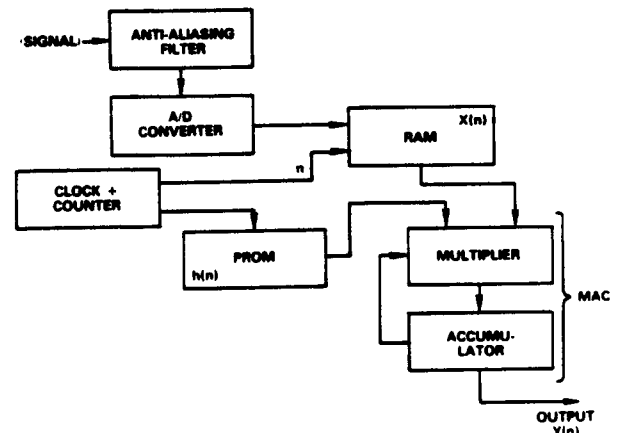 SIGNAL
ANTI-ALIASING
FILTER
A/D
CONVERTER
X(n)
RAM
n
CLOCK +
COUNTER
PROM
h(n)
MULTIPLIER
MAC
ACCUMU-
LATOR
OUTPUT
Y(n)